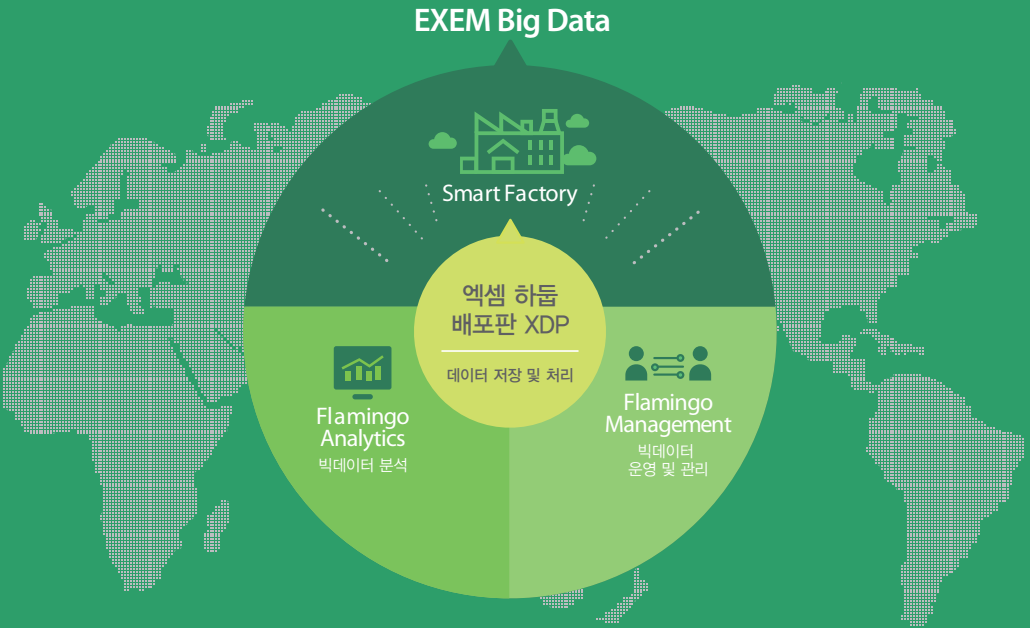 EXEM Big Data
Smart Factory
엑셈 하둡
배포판 XDP
데이터 저장 및 처리
Flamingo
Analytics
빅데이터 분석
Flamingo
Management
빅데이터
운영 및 관리